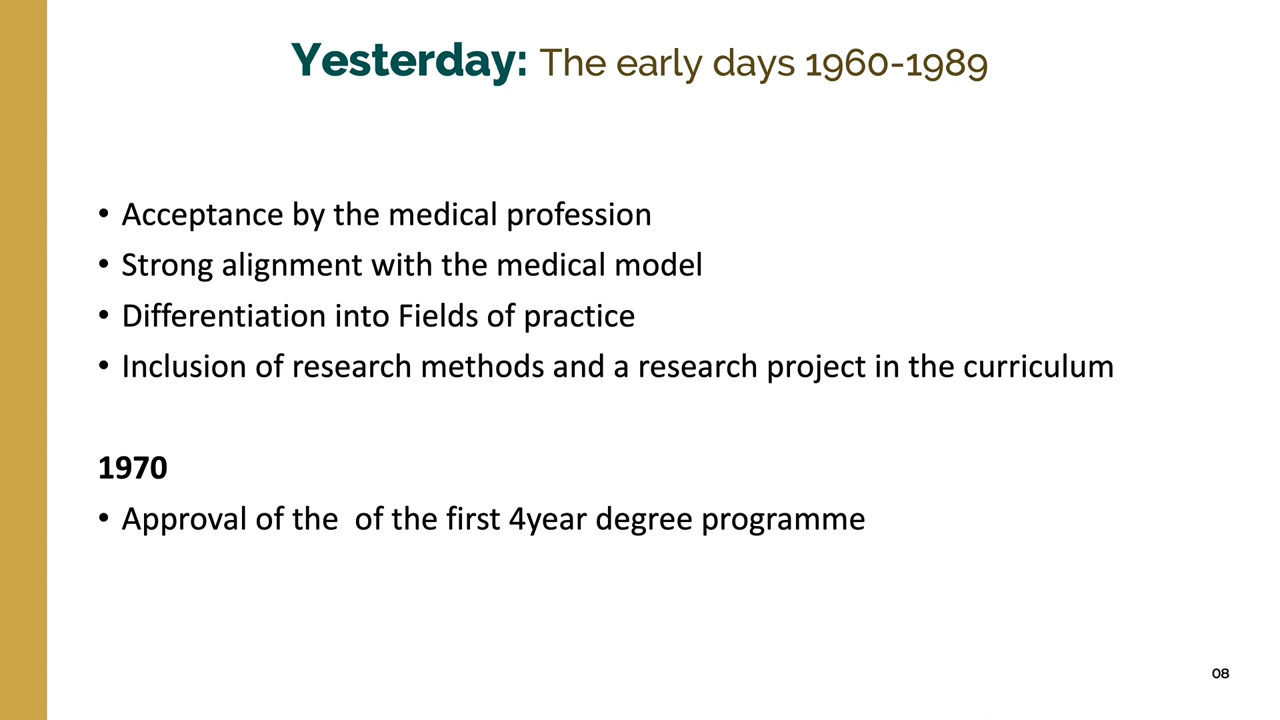 Yesterday: The early days 1960-1989
• Acceptance by the medical profession
• Strong alignment with the medical model
• Differentiation into Fields of practice
• Inclusion of research methods and a research project in the curriculum
1970
• Approval of the  of the first 4year degree programme
08